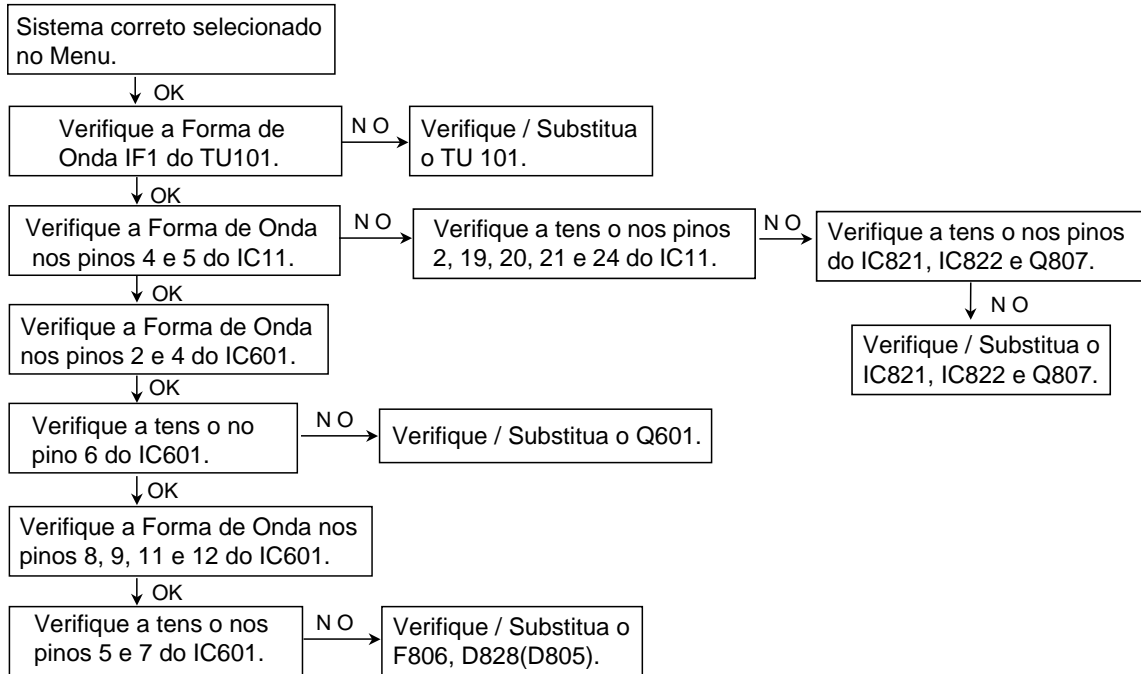 Sistema correto selecionado
no Menu.
OK
Verifique a Forma de
Onda IF1 do TU101.
N O
Verifique / Substitua
o TU 101.
OK
Verifique a Forma de Onda
nos pinos 4 e 5 do IC11.
N O
Verifique a tens o nos pinos
2, 19, 20, 21 e 24 do IC11.
N O
Verifique a tens o nos pinos
do IC821, IC822 e Q807.
N O
Verifique / Substitua o
IC821, IC822 e Q807.
OK
Verifique a Forma de Onda
nos pinos 2 e 4 do IC601.
OK
Verifique a tens o no
pino 6 do IC601.
N O
Verifique / Substitua o Q601.
OK
Verifique a Forma de Onda nos
pinos 8, 9, 11 e 12 do IC601.
OK
Verifique a tens o nos
pinos 5 e 7 do IC601.
N O
Verifique / Substitua o
F806, D828(D805).